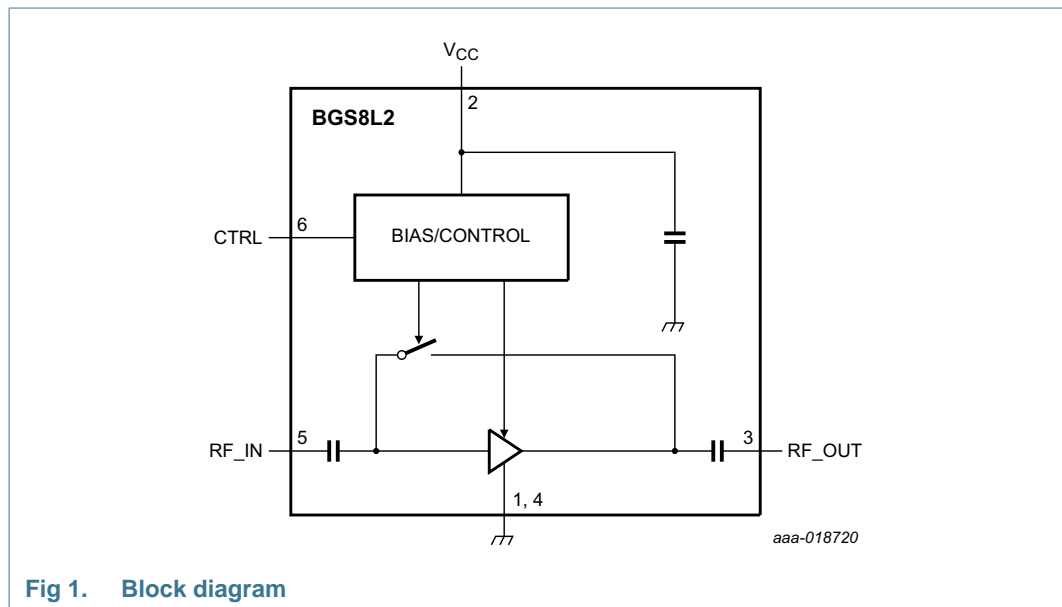 VCC
2
BGS8L2
6
CTRL
BIAS/CONTROL
5
RF_IN
3
RF_OUT
1, 4
aaa-018720
Fig 1. Block diagram